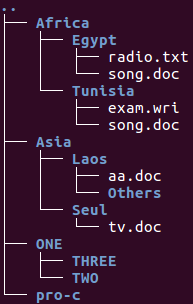 ..
Africa
Egypt
radio.txt
song.doc
Tunisia
exam.wri
song.doc
Asia
Laos
aa.doc
Others
Seul
tv.doc
ONE
THREE
TWO
pro-c